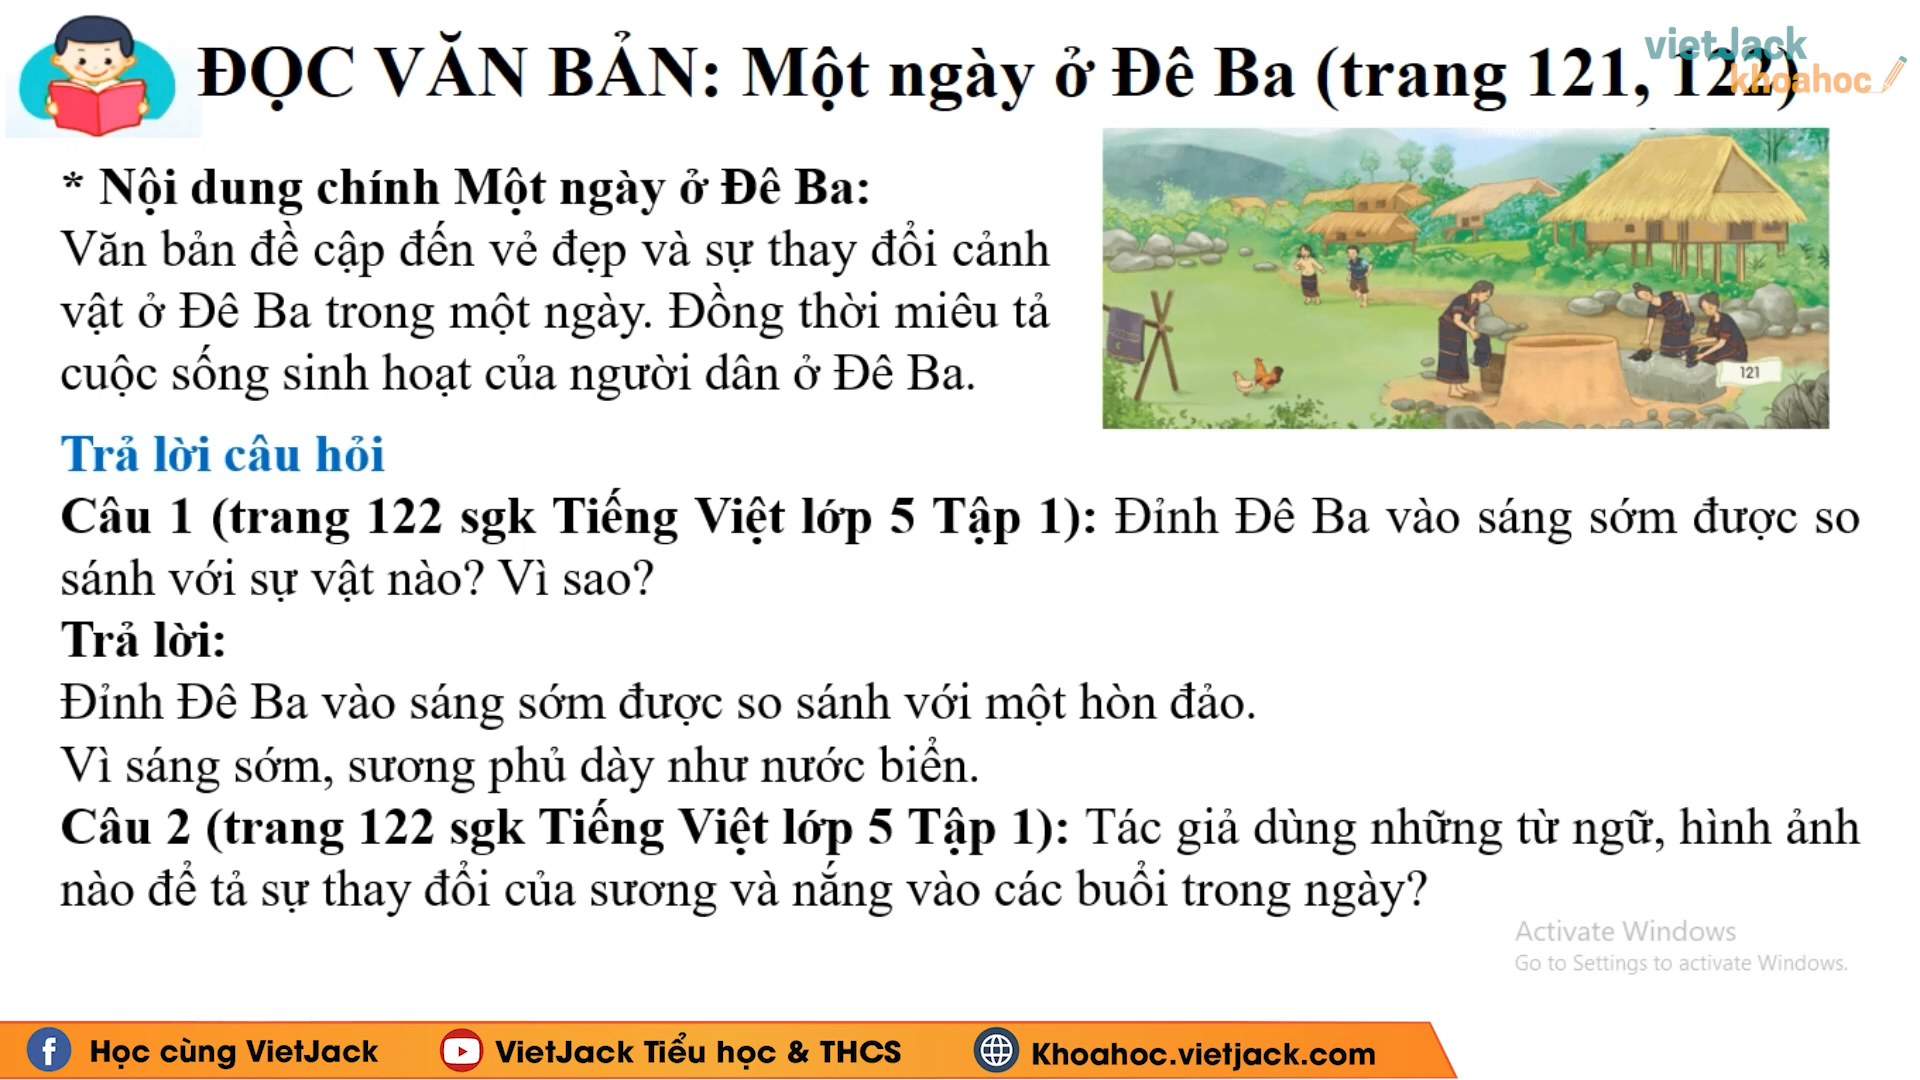 ĐỌC VĂN BẢN: Một ngày ở Đê Ba (trang 121, 122)
vietJack
khoahoc
* Nội dung chính Một ngày ở Đê Ba:
Văn bản đề cập đến vẻ đẹp và sự thay đổi cảnh
vật ở Đê Ba trong một ngày. Đồng thời miêu tả
cuộc sống sinh hoạt của người dân ở Đê Ba.
121
Trả lời câu hỏi
Câu 1 (trang 122 sgk Tiếng Việt lớp 5 Tập 1): Đỉnh Đê Ba vào sáng sớm được so
sánh với sự vật nào? Vì sao?
Trả lời:
Đỉnh Đê Ba vào sáng sớm được so sánh với một hòn đảo.
Vì sáng sớm, sương phủ dày như nước biển.
Câu 2 (trang 122 sgk Tiếng Việt lớp 5 Tập 1): Tác giả dùng những từ ngữ, hình ảnh
nào để tả sự thay đổi của sương và nắng vào các buổi trong ngày?
Activate Windows
Go to Settings to activate Windows.
Học cùng VietJack
VietJack Tiểu học & THCS
Khoahoc.vietjack.com